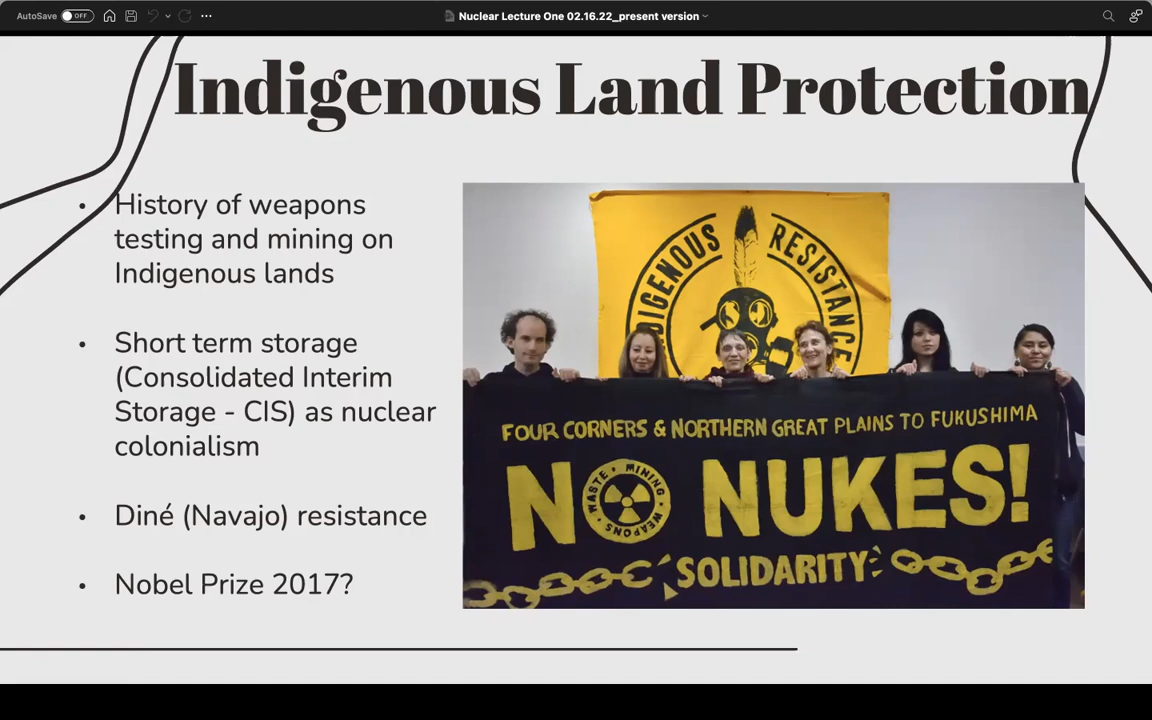 AutoSave OFF
Nuclear Lecture One 02.16.22_present version
Indigenous Land Protection
• History of weapons
testing and mining on
Indigenous lands
• Short term storage
(Consolidated Interim
Storage - CIS) as nuclear
colonialism
• Diné (Navajo) resistance
• Nobel Prize 2017?
RESISTANCE
FOUR CORNERS & NORTHERN GREAT PLAINS TO FUKUSHIMA
NO NUKES!
WASTE • MINING • WEAPONS •
SOLIDARITY